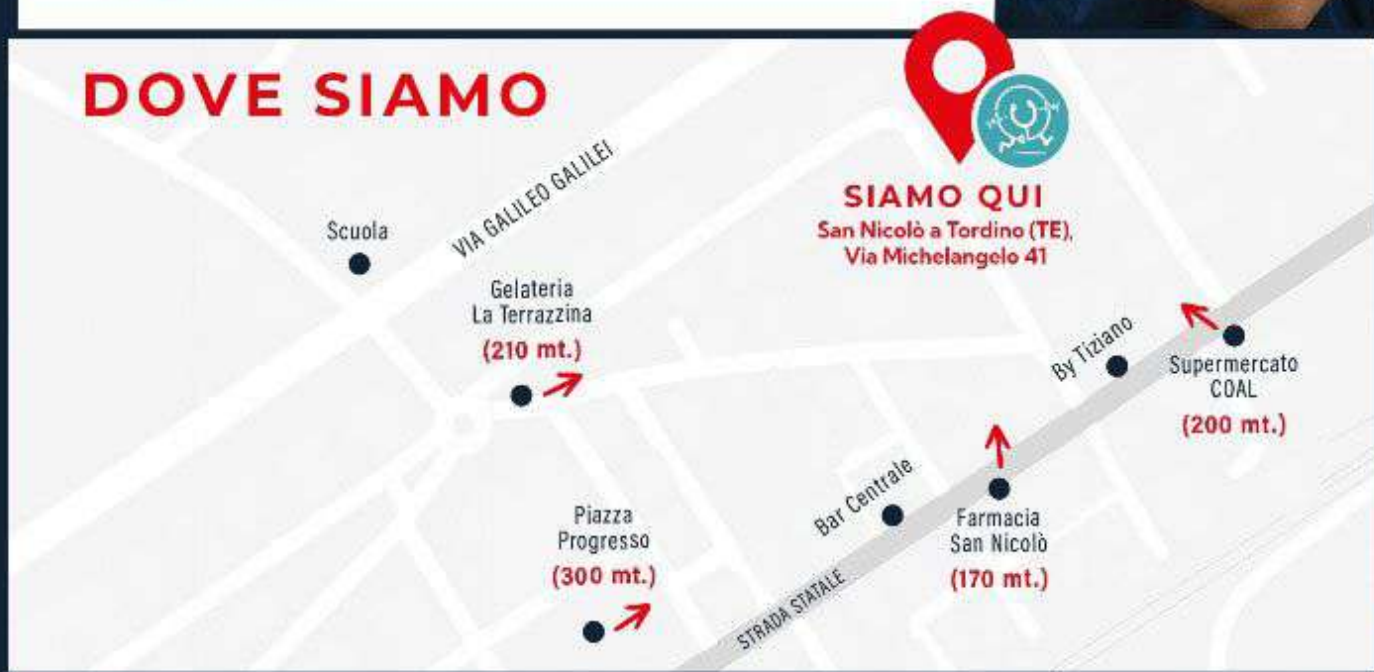 DOVE SIAMO
SIAMO QUI
San Nicolò a Tordino (TE),
Via Michelangelo 41
VIA GALILEO GALILEI
Scuola
Gelateria
La Terrazzina
(210 mt.)
By Tiziano
Supermercato
COAL
(200 mt.)
Bar Centrale
Farmacia
San Nicolò
(170 mt.)
Piazza
Progresso
(300 mt.)
STRADA STATALE